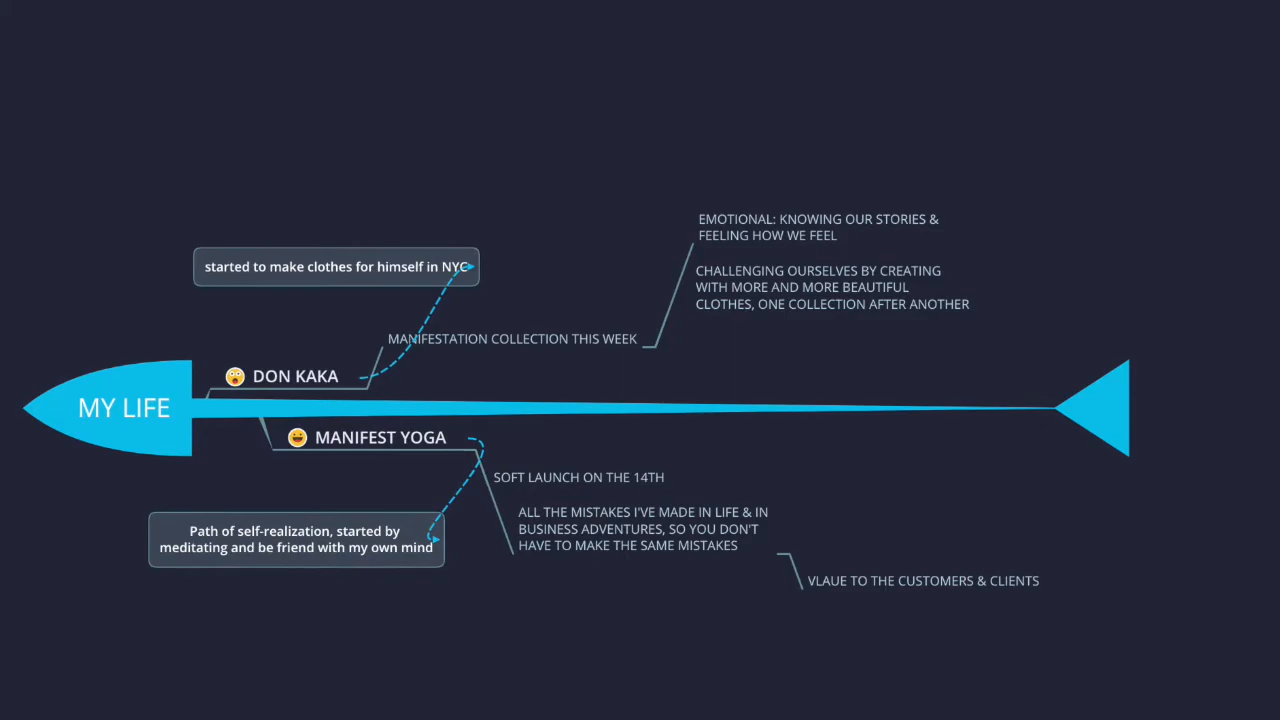 EMOTIONAL: KNOWING OUR STORIES &
FEELING HOW WE FEEL
started to make clothes for himself in NYC
CHALLENGING OURSELVES BY CREATING
WITH MORE AND MORE BEAUTIFUL
CLOTHES, ONE COLLECTION AFTER ANOTHER
MANIFESTATION COLLECTION THIS WEEK
DON KAKA
MY LIFE
MANIFEST YOGA
SOFT LAUNCH ON THE 14TH
ALL THE MISTAKES I'VE MADE IN LIFE & IN
BUSINESS ADVENTURES, SO YOU DON'T
HAVE TO MAKE THE SAME MISTAKES
Path of self-realization, started by
meditating and be friend with my own mind
VLAUE TO THE CUSTOMERS & CLIENTS